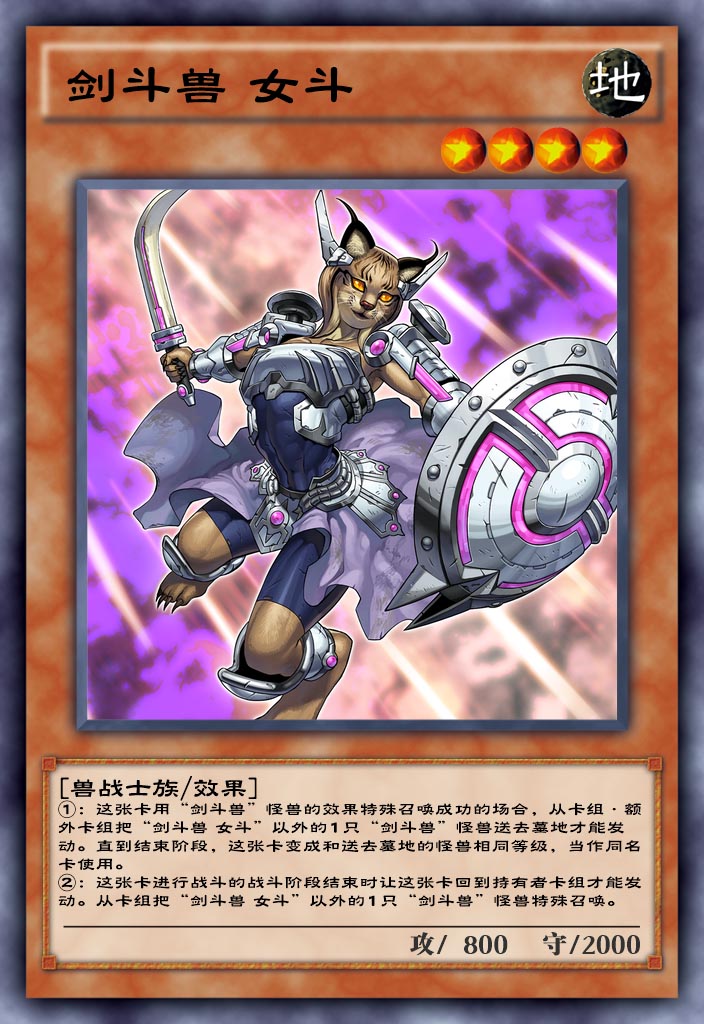 剑斗兽 女斗
地
[兽战士族/效果]
①：这张卡用“剑斗兽”怪兽的效果特殊召唤成功的场合，从卡组·额
外卡组把“剑斗兽 女斗”以外的1只“剑斗兽”怪兽送去墓地才能发
动。直到结束阶段，这张卡变成和送去墓地的怪兽相同等级，当作同名
卡使用。
②：这张卡进行战斗的战斗阶段结束时让这张卡回到持有者卡组才能发
动。从卡组把“剑斗兽 女斗”以外的1只“剑斗兽”怪兽特殊召唤。
攻/ 800 守/2000